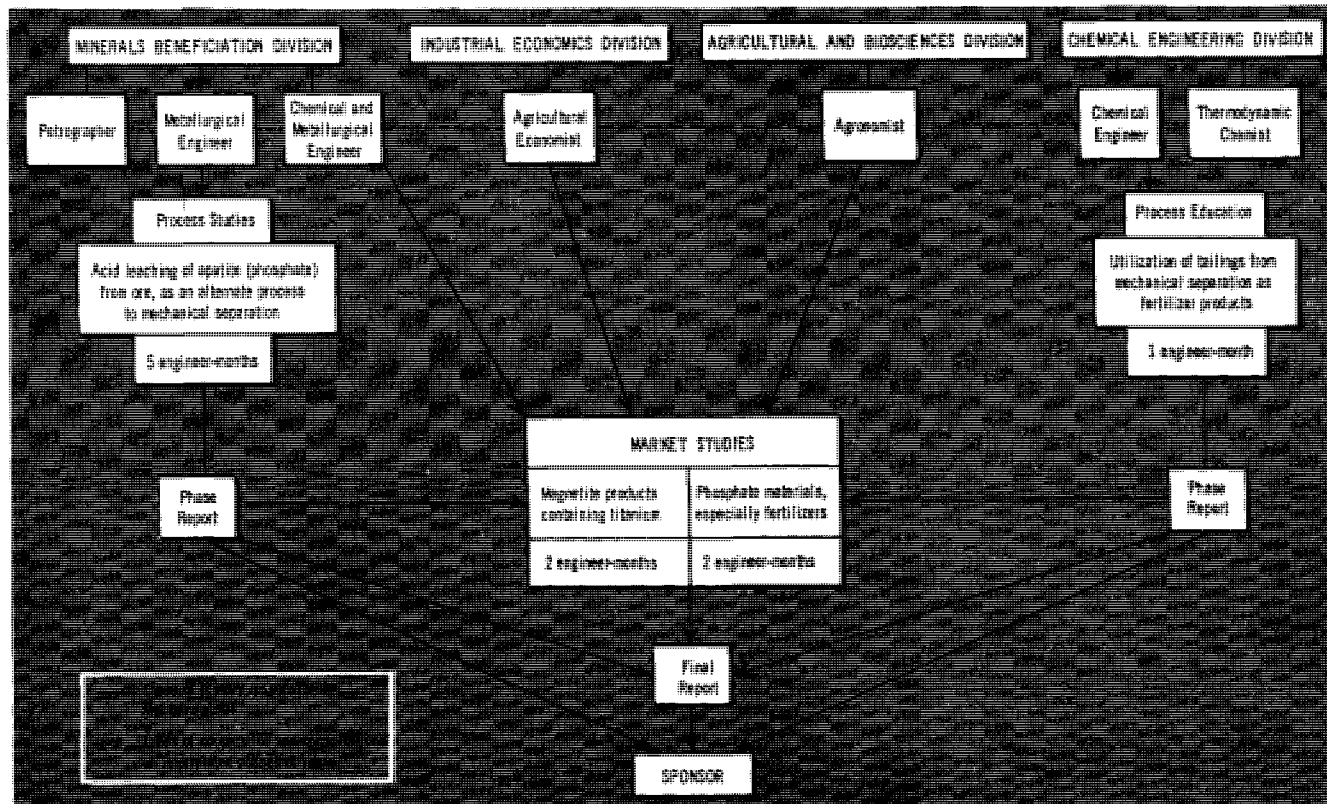 MINERALS BENEFICIATION DIVISION
INDUSTRIAL ECONOMICS DIVISION
AGRICULTURAL AND BIOSCIENCES DIVISION
CHEMICAL ENGINEERING DIVISION
Petrographer
Metallurgical
Engineer
Chemical and
Metallurgical
Engineer
Agricultural
Economist
Agronomist
Chemical
Engineer
Thermodynamic
Chemist
Process Studies
Acid leaching of apatite (phosphate)
from ore, as an alternate process
to mechanical separation
5 engineer-months
Process Education
Utilization of tailings from
mechanical separation as
fertilizer products
1 engineer-month
MARKET STUDIES
Magnetite products
containing titanium
2 engineer-months
Phosphate materials,
especially fertilizers
2 engineer-months
Phase
Report
Phase
Report
Final
Report
SPONSOR